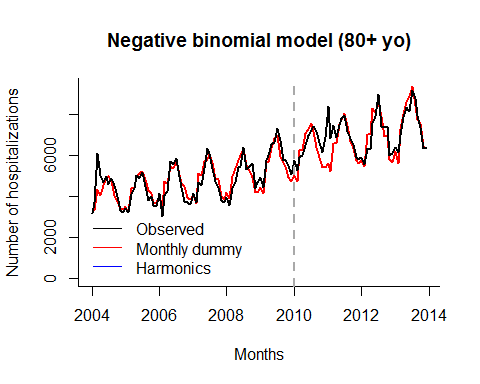 Negative binomial model (80+ yo)
Number of hospitalizations
6000
2000
0
Observed
Monthly dummy
Harmonics
2004
2006
2008
2010
2012
2014
Months